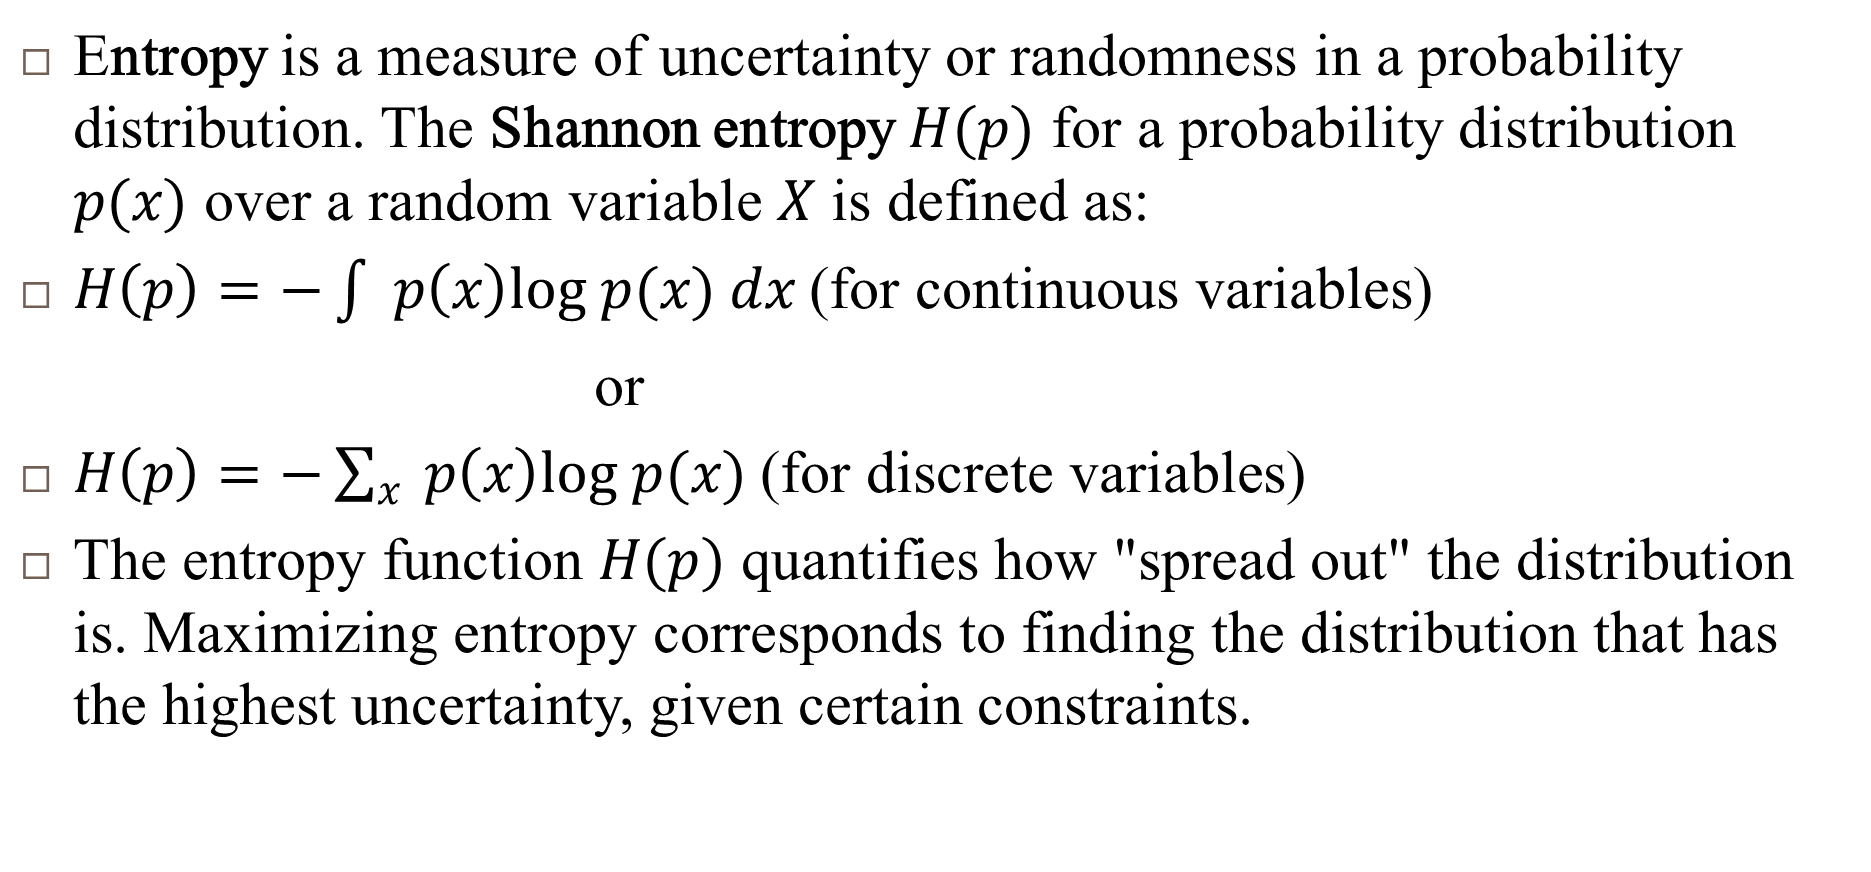 □ Entropy is a measure of uncertainty or randomness in a probability
distribution. The Shannon entropy H(p) for a probability distribution
p(x) over a random variable X is defined as:
□ H(p) = − ∫ p(x)log p(x) dx (for continuous variables)
or
□ H(p) = − ∑ₓ p(x)log p(x) (for discrete variables)
□ The entropy function H(p) quantifies how "spread out" the distribution
is. Maximizing entropy corresponds to finding the distribution that has
the highest uncertainty, given certain constraints.